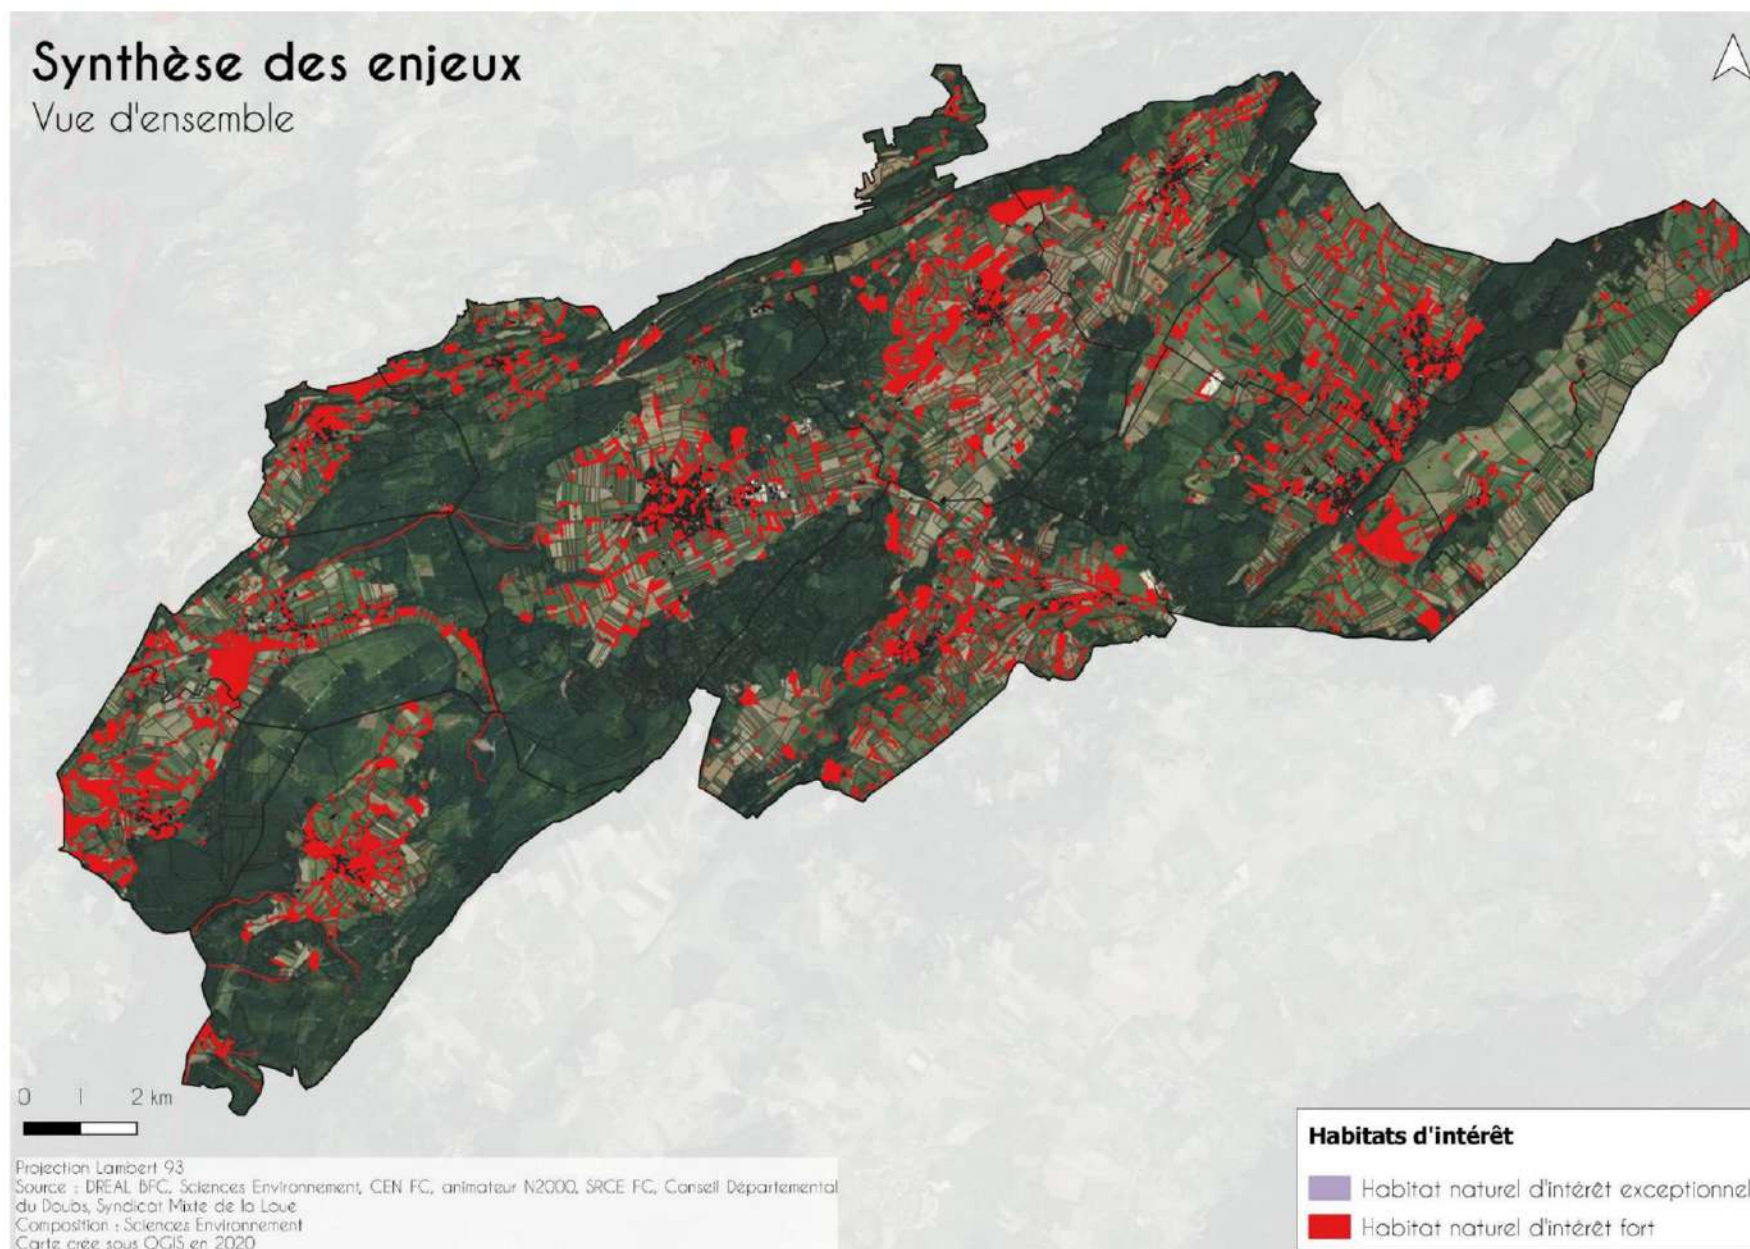 Synthèse des enjeux
Vue d'ensemble
0 1 2 km
Projection Lambert 93
Source : DREAL BFC, Sciences Environnement, CEN FC, animateur N2000, SRCE FC, Conseil Départemental
du Doubs, Syndicat Mixte de la Loue
Composition : Sciences Environnement
Carte crée sous QGIS en 2020
Habitats d'intérêt
Habitat naturel d'intérêt exceptionnel
Habitat naturel d'intérêt fort